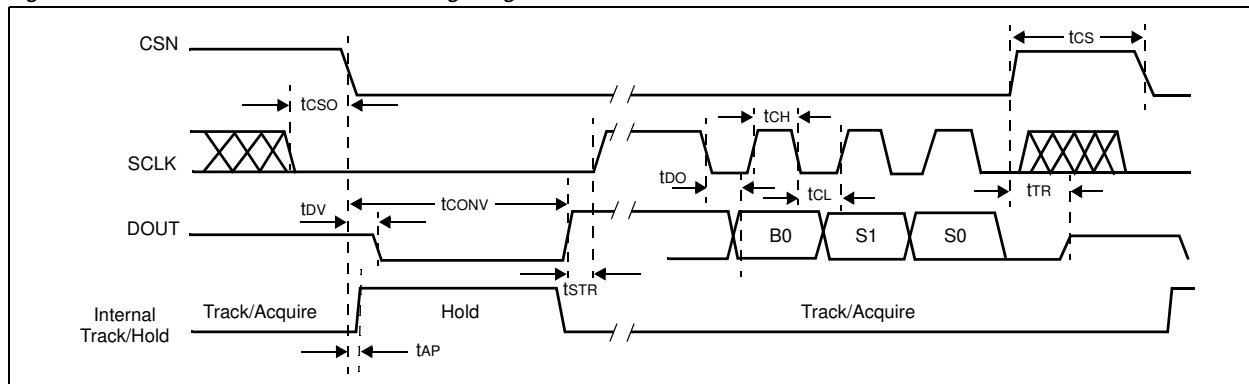 CSN
tCS
tCSO
tCH
SCLK
tDO
tCL
tTR
tDV
tCONV
DOUT
B0
S1
S0
tSTR
Internal
Track/Hold
Track/Acquire
Hold
Track/Acquire
tAP